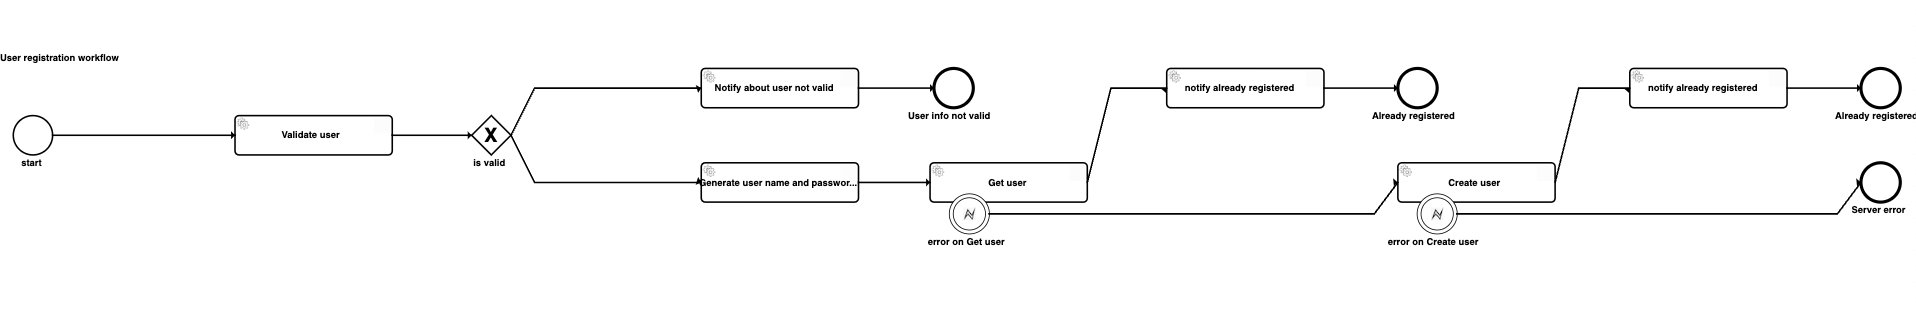 User registration workflow
start
Validate user
X
is valid
Notify about user not valid
User info not valid
Generate user name and passwor...
Get user
error on Get user
notify already registered
Already registered
Create user
error on Create user
notify already registered
Already registered
Server error